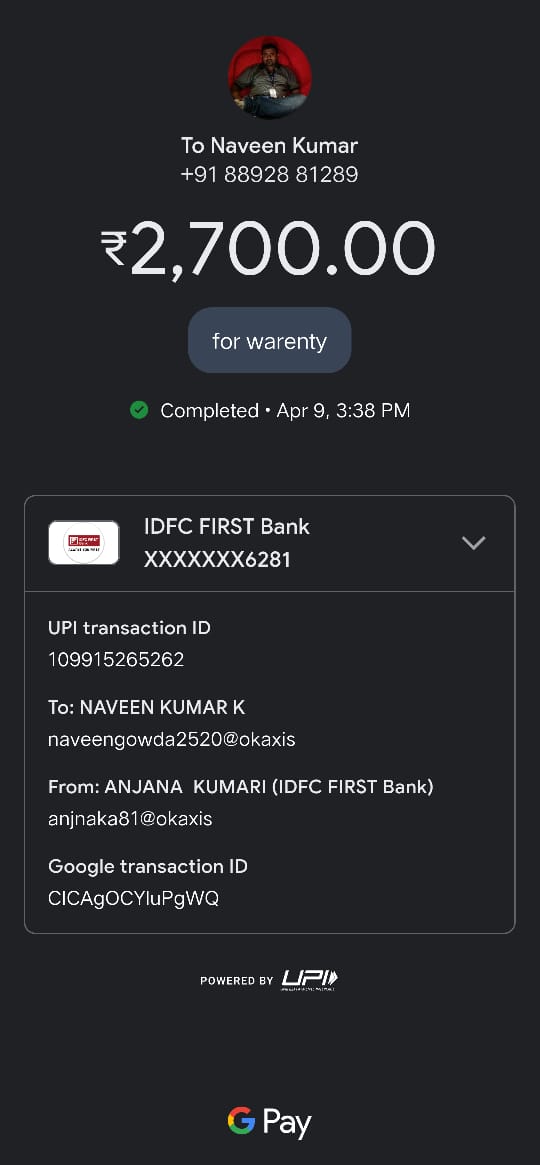 To Naveen Kumar
+91 88928 81289
₹2,700.00
for warenty
Completed • Apr 9, 3:38 PM
IDFC FIRST Bank
XXXXXXX6281
UPI transaction ID
109915265262
To: NAVEEN KUMAR K
naveengowda2520@okaxis
From: ANJANA KUMARI (IDFC FIRST Bank)
anjnaka81@okaxis
Google transaction ID
CICAgOCYluPgWQ
POWERED BY UPI
G Pay